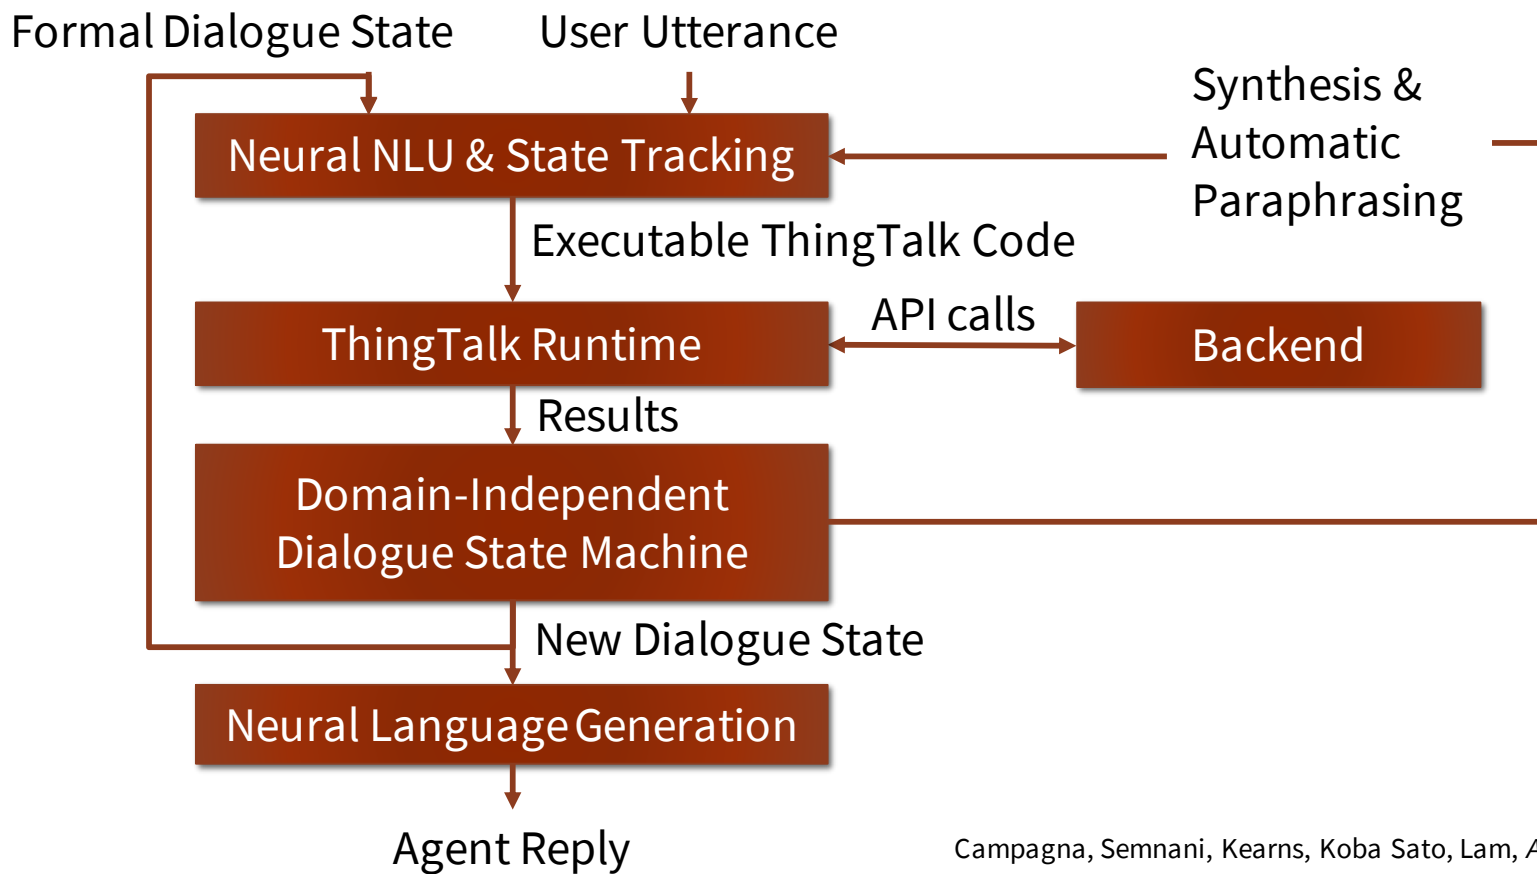 Formal Dialogue State
User Utterance
Synthesis &
Automatic
Paraphrasing
Neural NLU & State Tracking
Executable ThingTalk Code
API calls
ThingTalk Runtime
Backend
Results
Domain-Independent
Dialogue State Machine
New Dialogue State
Neural Language Generation
Agent Reply
Campagna, Semnani, Kearns, Koba Sato, Lam,